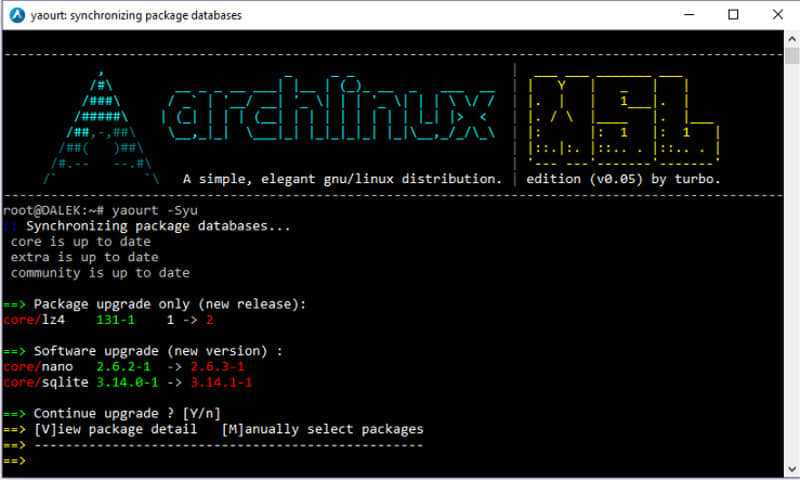 yaourt: synchronizing package databases
archlinux NSL
A simple, elegant gnu/linux distribution. | edition (v0.05) by turbo.
root@DALEK:~# yaourt -Syu
:: Synchronizing package databases...
core is up to date
extra is up to date
community is up to date
==> Package upgrade only (new release):
core/lz4 131-1 1 -> 2
==> Software upgrade (new version) :
core/nano 2.6.2-1 -> 2.6.3-1
core/sqlite 3.14.0-1 -> 3.14.1-1
==> Continue upgrade ? [Y/n]
==> [V]iew package detail [M]anually select packages
==> --------------------------------------------------
==>